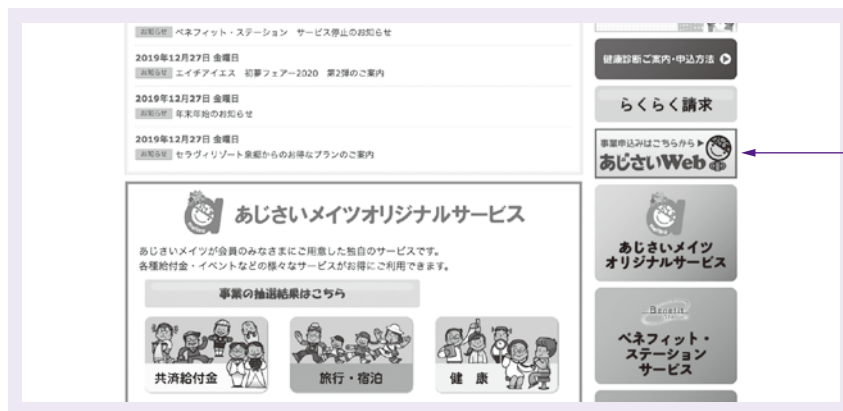 お知らせ ベネフィット・ステーション サービス停止のお知らせ
2019年12月27日 金曜日
お知らせ エイチアイエス 初夢フェアー2020 第2弾のご案内
2019年12月27日 金曜日
お知らせ 年末年始のお知らせ
2019年12月27日 金曜日
お知らせ セラヴィリゾート泉郷からのお得なプランのご案内
あじさいメイツオリジナルサービス
あじさいメイツが会員のみなさまにご用意した独自のサービスです。
各種給付金・イベントなどの様々なサービスがお得にご利用できます。
事業の抽選結果はこちら
共済給付金
旅行・宿泊
健 康
健康診断ご案内・申込方法
らくらく請求
事業申込みはこちらから
あじさいWeb
あじさいメイツ
オリジナルサービス
Benefit
ベネフィット・
ステーション
サービス